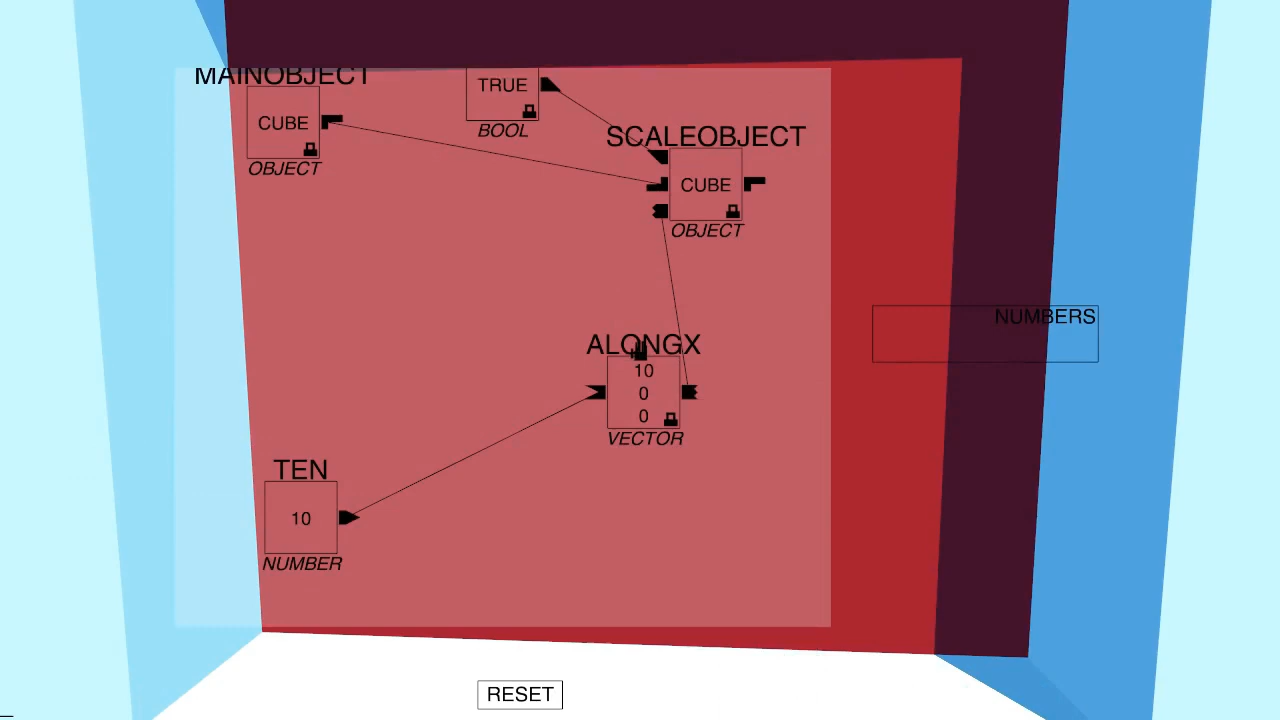 MAINOBJECT
CUBE
OBJECT
TRUE
BOOL
SCALEOBJECT
CUBE
OBJECT
NUMBERS
ALONGX
10
0
0
VECTOR
TEN
10
NUMBER
RESET